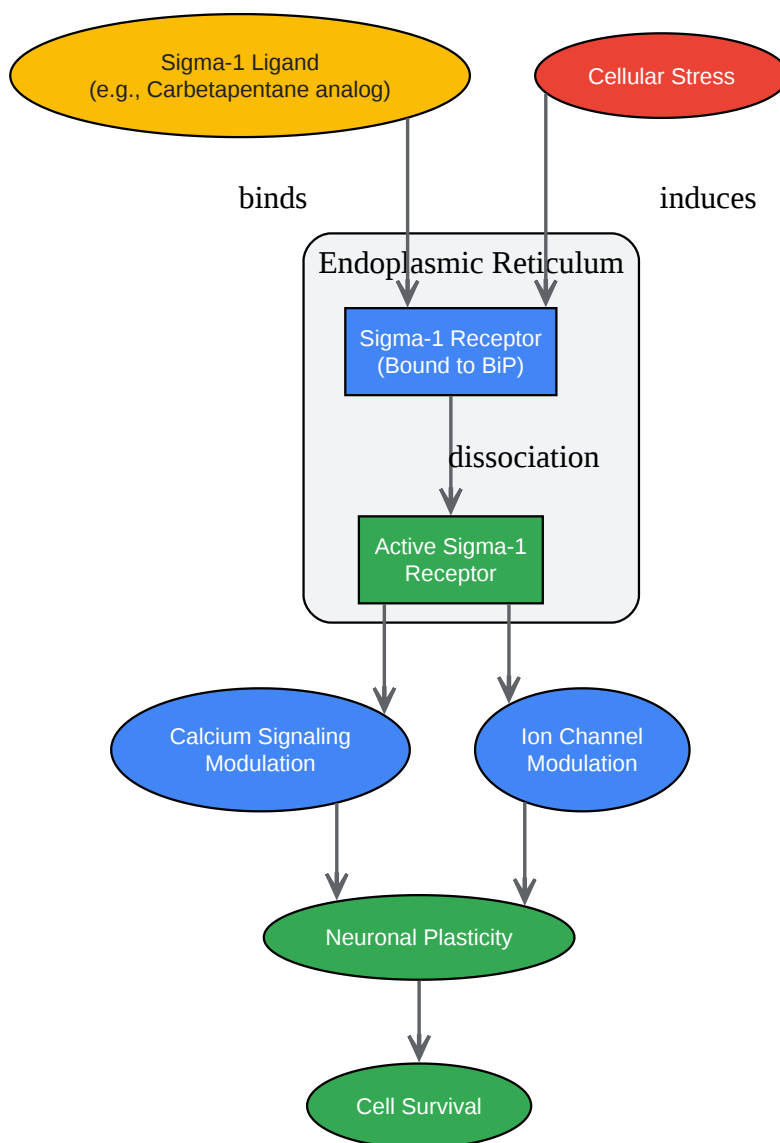 Sigma-1 Ligand
(e.g., Carbetapentane analog)
Cellular Stress
binds
induces
Endoplasmic Reticulum
Sigma-1 Receptor
(Bound to BiP)
dissociation
Active Sigma-1
Receptor
Calcium Signaling
Modulation
Ion Channel
Modulation
Neuronal Plasticity
Cell Survival